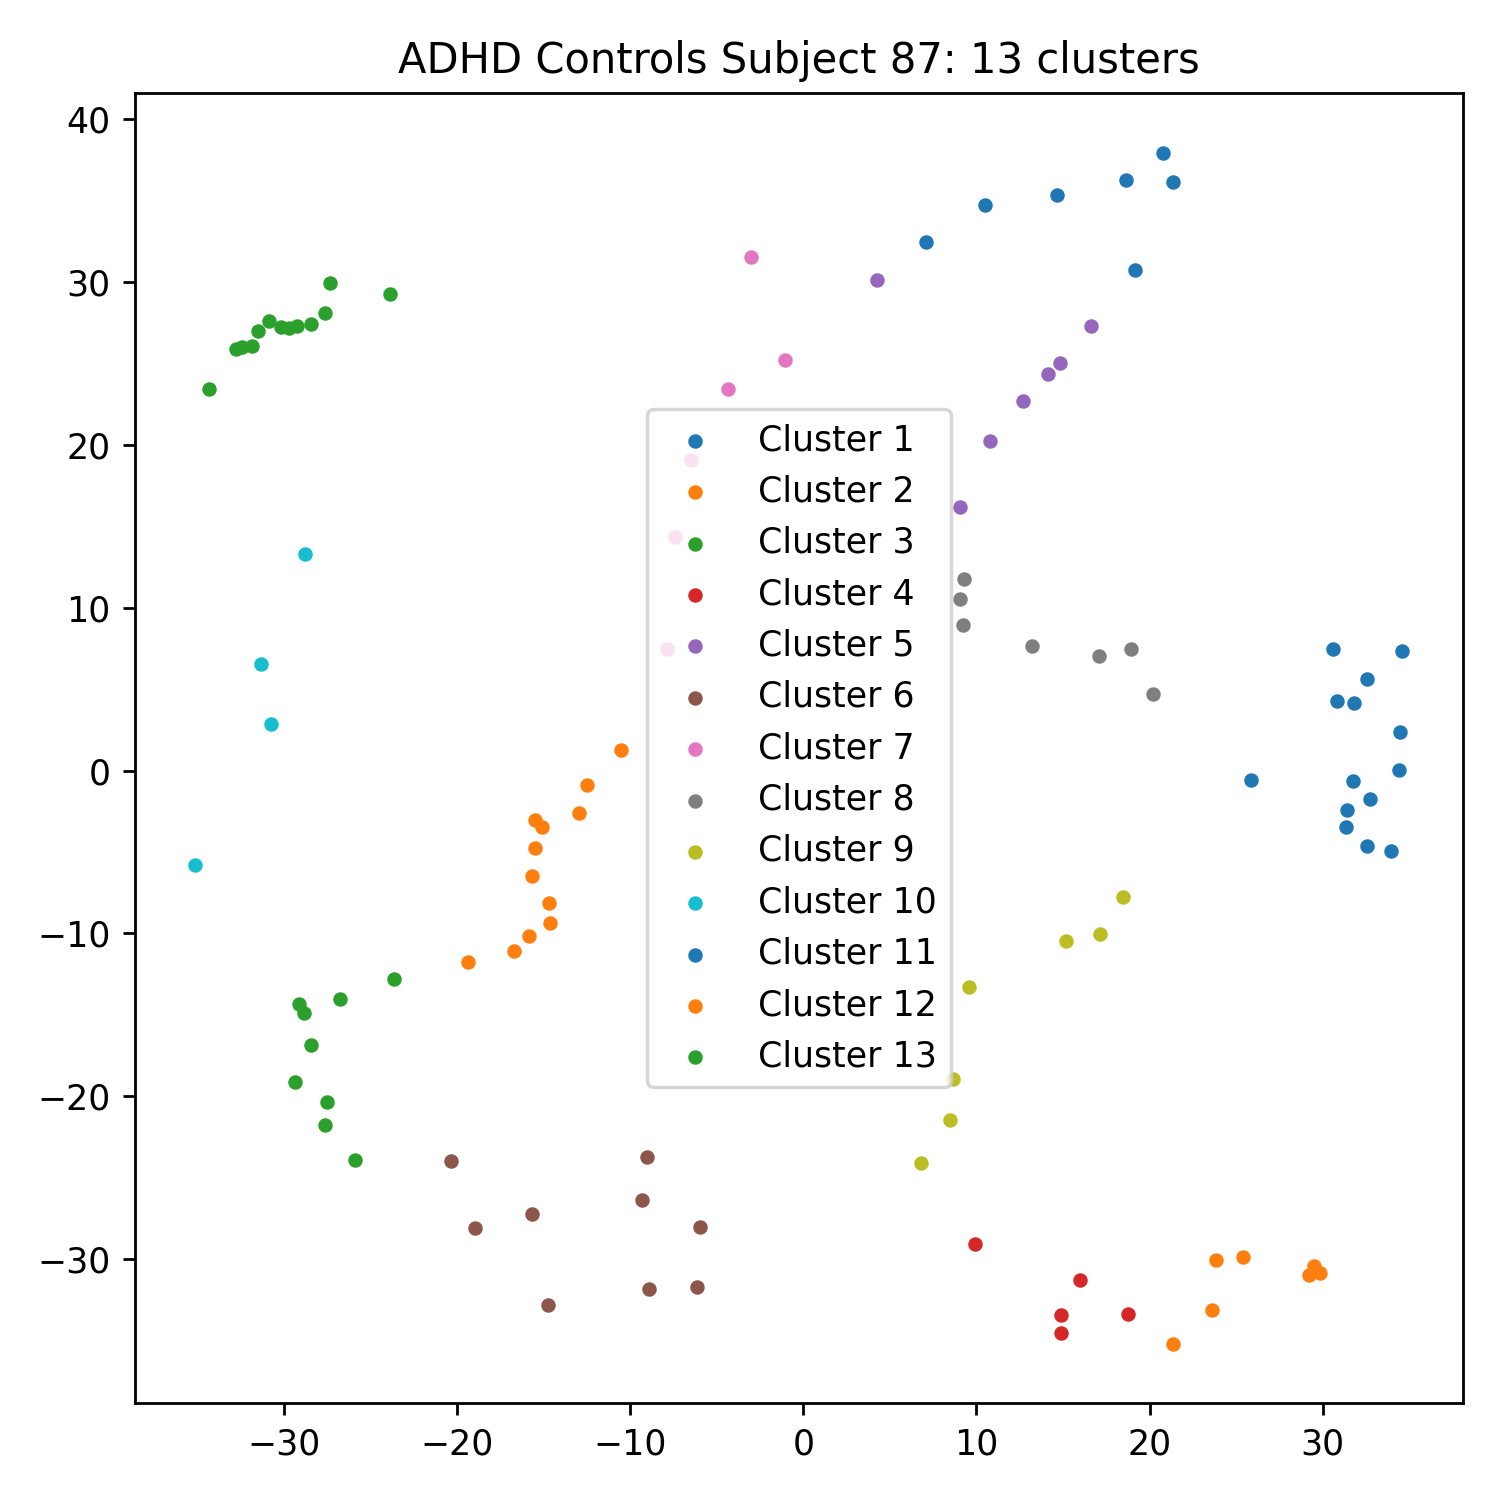 ADHD Controls Subject 87: 13 clusters
40
30
20
10
0
−10
−20
−30
Cluster 1
Cluster 2
Cluster 3
Cluster 4
Cluster 5
Cluster 6
Cluster 7
Cluster 8
Cluster 9
Cluster 10
Cluster 11
Cluster 12
Cluster 13
−30 −20 −10 0 10 20 30